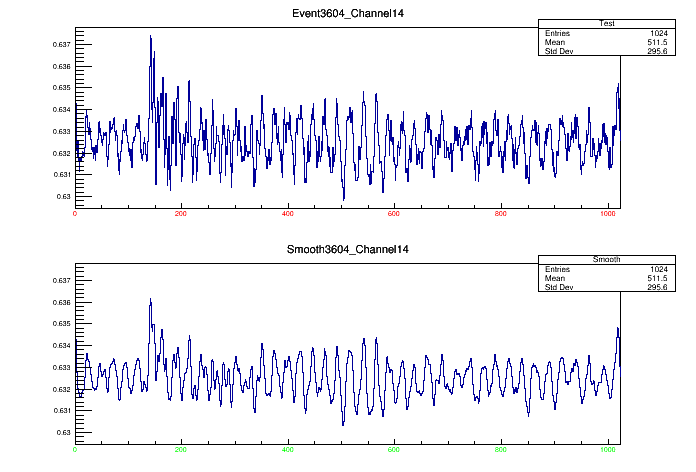 Event3604_Channel14
Test
Entries 1024
Mean 511.5
Std Dev 295.6
0.637
0.636
0.635
0.634
0.633
0.632
0.631
0.63
0 200 400 600 800 1000
Smooth3604_Channel14
Smooth
Entries 1024
Mean 511.5
Std Dev 295.6
0.637
0.636
0.635
0.634
0.633
0.632
0.631
0.63
0 200 400 600 800 1000